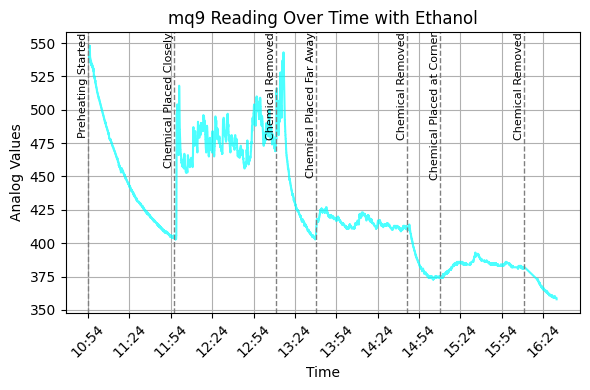 mq9 Reading Over Time with Ethanol
Analog Values
550
525
500
475
450
425
400
375
350
Preheating Started
Chemical Placed Closely
Chemical Removed
Chemical Placed Far Away
Chemical Removed
Chemical Placed at Corner
Chemical Removed
10:54
11:24
11:54
12:24
12:54
13:24
13:54
14:24
14:54
15:24
15:54
16:24
Time